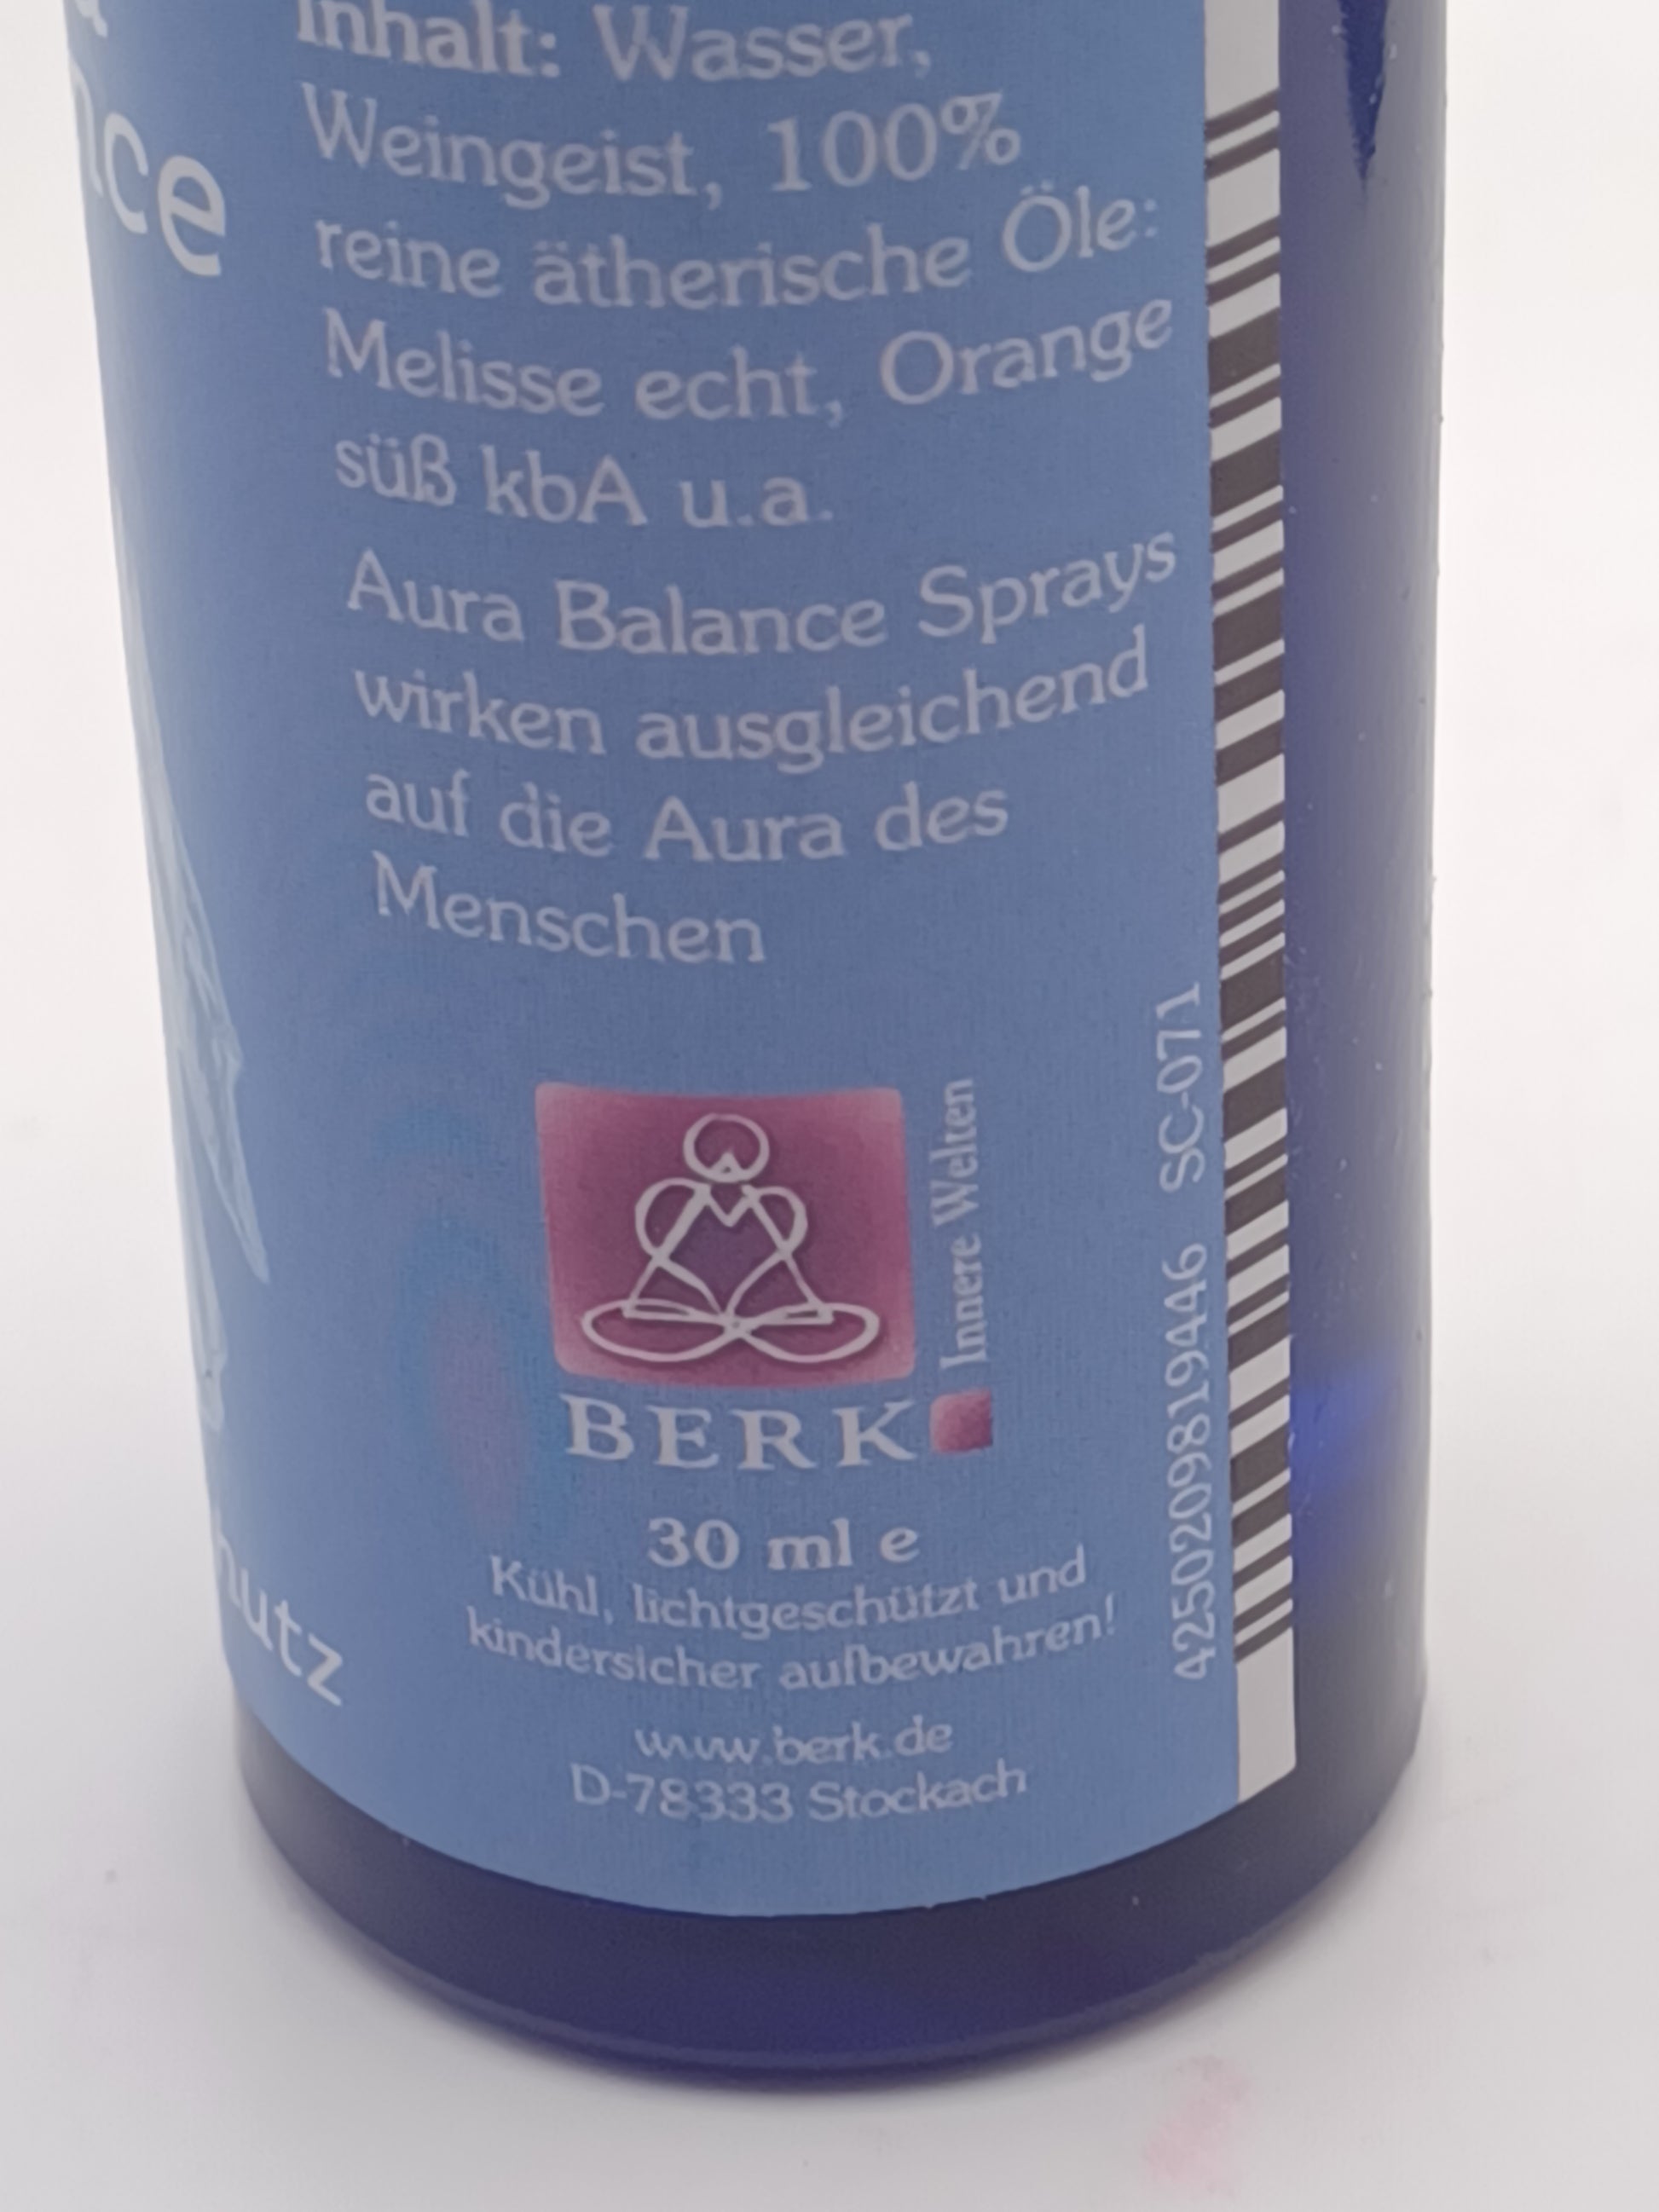 nce
Inhalt: Wasser,
Weingeist, 100%
reine ätherische Öle:
Melisse echt, Orange
süß kbA u.a.
Aura Balance Sprays
wirken ausgleichend
auf die Aura des
Menschen
Innere Welten
BERK
30 ml e
Kühl, lichtgeschützt und
kindersicher aufbewahren!
www.berk.de
D-78333 Stockach
hutz
4250209819446 SC-071